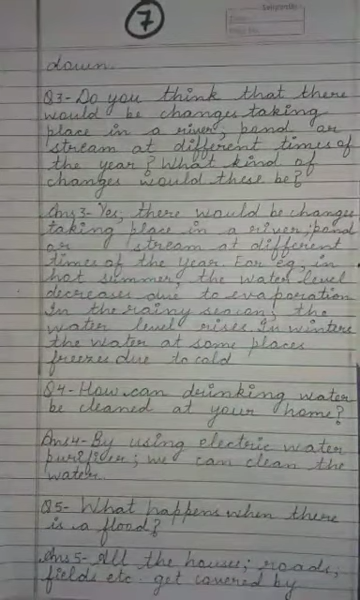 7
down.
Q3- Do you think that there
would be changes taking
place in a river, pond or
stream at different times of
the year? What kind of
changes would these be?
Ans3- Yes, there would be changes
taking place in a river, pond
or stream at different
times of the year. For eg, in
hot summer, the water level
decreases due to evaporation
In the rainy season, the
water level rises. In winters
the water at some places
freezes due to cold
Q4- How can drinking water
be cleaned at your home?
Ans4- By using electric water
purifier; we can clean the
water.
Q5- What happens when there
is a flood?
Ans5- All the houses; roads;
fields etc. get covered by